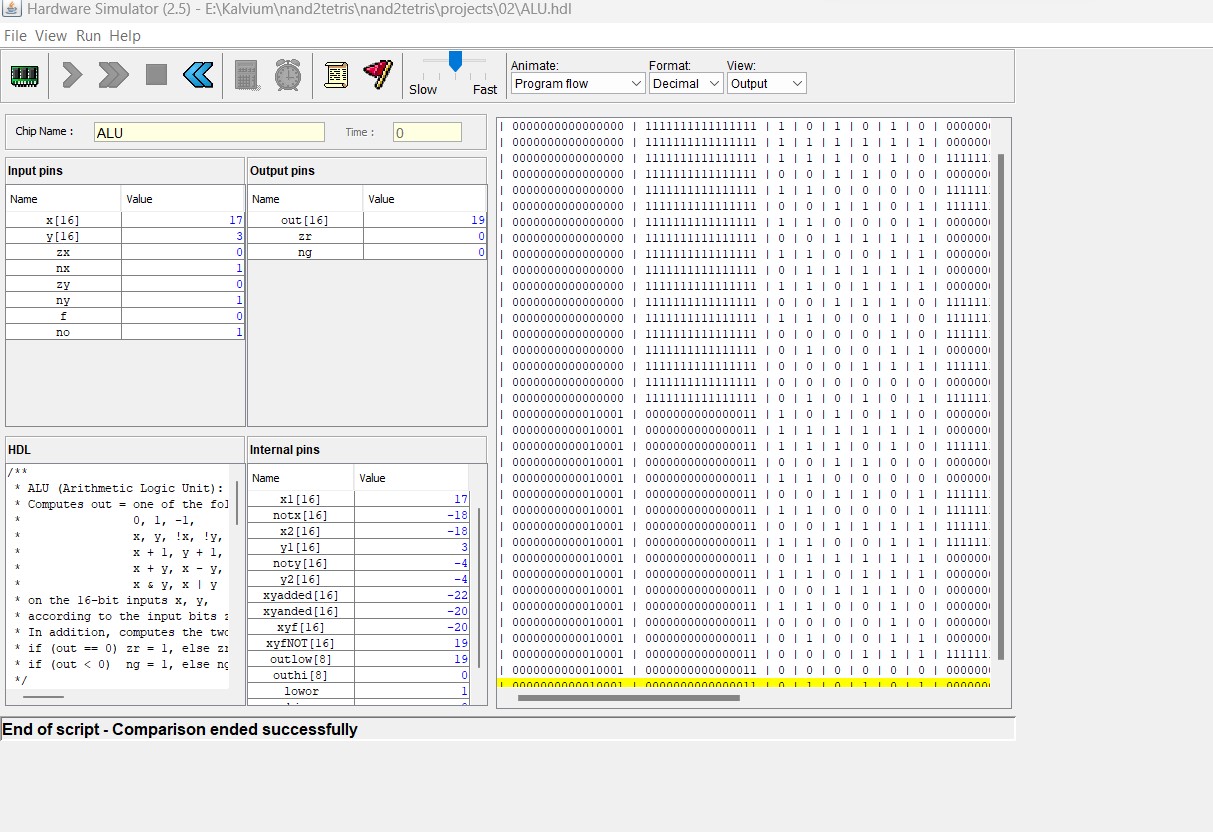 Hardware Simulator (2.5) - E:\Kalvium\nand2tetris\nand2tetris\projects\02\ALU.hdl
File View Run Help
Slow Fast
Animate: Format: View:
Program flow Decimal Output
Chip Name : ALU Time : 0
Input pins
Name Value
x[16] 17
y[16] 3
zx 0
nx 1
zy 0
ny 1
f 0
no 1
Output pins
Name Value
out[16] 19
zr 0
ng 0
HDL
/**
* ALU (Arithmetic Logic Unit):
* Computes out = one of the fol
* 0, 1, -1,
* x, y, !x, !y,
* x + 1, y + 1,
* x + y, x - y,
* x & y, x | y
* on the 16-bit inputs x, y,
* according to the input bits z
* In addition, computes the two
* if (out == 0) zr = 1, else zr
* if (out < 0) ng = 1, else ng
*/
Internal pins
Name Value
x1[16] 17
notx[16] -18
x2[16] -18
y1[16] 3
noty[16] -4
y2[16] -4
xyadded[16] -22
xyanded[16] -20
xyf[16] -20
xyfNOT[16] 19
outlow[8] 19
outhi[8] 0
lowor 1
| 0000000000000000 | 1111111111111111 | 1 | 0 | 1 | 0 | 1 | 0 | 000000
| 0000000000000000 | 1111111111111111 | 1 | 1 | 1 | 1 | 1 | 1 | 000000
| 0000000000000000 | 1111111111111111 | 1 | 1 | 1 | 0 | 1 | 0 | 111111
| 0000000000000000 | 1111111111111111 | 0 | 0 | 1 | 1 | 0 | 0 | 000000
| 0000000000000000 | 1111111111111111 | 1 | 1 | 0 | 0 | 0 | 0 | 111111
| 0000000000000000 | 1111111111111111 | 0 | 0 | 1 | 1 | 0 | 1 | 111111
| 0000000000000000 | 1111111111111111 | 1 | 1 | 0 | 0 | 0 | 1 | 000000
| 0000000000000000 | 1111111111111111 | 0 | 0 | 1 | 1 | 1 | 1 | 000000
| 0000000000000000 | 1111111111111111 | 1 | 1 | 0 | 0 | 1 | 1 | 000000
| 0000000000000000 | 1111111111111111 | 0 | 1 | 1 | 1 | 1 | 1 | 000000
| 0000000000000000 | 1111111111111111 | 1 | 1 | 0 | 1 | 1 | 1 | 000000
| 0000000000000000 | 1111111111111111 | 0 | 0 | 1 | 1 | 1 | 0 | 111111
| 0000000000000000 | 1111111111111111 | 1 | 1 | 0 | 0 | 1 | 0 | 111111
| 0000000000000000 | 1111111111111111 | 0 | 0 | 0 | 0 | 1 | 0 | 111111
| 0000000000000000 | 1111111111111111 | 0 | 1 | 0 | 0 | 1 | 1 | 000000
| 0000000000000000 | 1111111111111111 | 0 | 0 | 0 | 1 | 1 | 1 | 111111
| 0000000000000000 | 1111111111111111 | 0 | 0 | 0 | 0 | 0 | 0 | 000000
| 0000000000000000 | 1111111111111111 | 0 | 1 | 0 | 1 | 0 | 1 | 111111
| 0000000000010001 | 0000000000000011 | 1 | 0 | 1 | 0 | 1 | 0 | 000000
| 0000000000010001 | 0000000000000011 | 1 | 1 | 1 | 1 | 1 | 1 | 000000
| 0000000000010001 | 0000000000000011 | 1 | 1 | 1 | 0 | 1 | 0 | 111111
| 0000000000010001 | 0000000000000011 | 0 | 0 | 1 | 1 | 0 | 0 | 000000
| 0000000000010001 | 0000000000000011 | 1 | 1 | 0 | 0 | 0 | 0 | 000000
| 0000000000010001 | 0000000000000011 | 0 | 0 | 1 | 1 | 0 | 1 | 111111
| 0000000000010001 | 0000000000000011 | 1 | 1 | 0 | 0 | 0 | 1 | 111111
| 0000000000010001 | 0000000000000011 | 0 | 0 | 1 | 1 | 1 | 1 | 111111
| 0000000000010001 | 0000000000000011 | 1 | 1 | 0 | 0 | 1 | 1 | 111111
| 0000000000010001 | 0000000000000011 | 0 | 1 | 1 | 1 | 1 | 1 | 000000
| 0000000000010001 | 0000000000000011 | 1 | 1 | 0 | 1 | 1 | 1 | 000000
| 0000000000010001 | 0000000000000011 | 0 | 0 | 1 | 1 | 1 | 0 | 000000
| 0000000000010001 | 0000000000000011 | 1 | 1 | 0 | 0 | 1 | 0 | 000000
| 0000000000010001 | 0000000000000011 | 0 | 0 | 0 | 0 | 1 | 0 | 000000
| 0000000000010001 | 0000000000000011 | 0 | 1 | 0 | 0 | 1 | 1 | 000000
| 0000000000010001 | 0000000000000011 | 0 | 0 | 0 | 1 | 1 | 1 | 111111
| 0000000000010001 | 0000000000000011 | 0 | 0 | 0 | 0 | 0 | 0 | 000000
| 0000000000010001 | 0000000000000011 | 0 | 1 | 0 | 1 | 0 | 1 | 000000
End of script - Comparison ended successfully